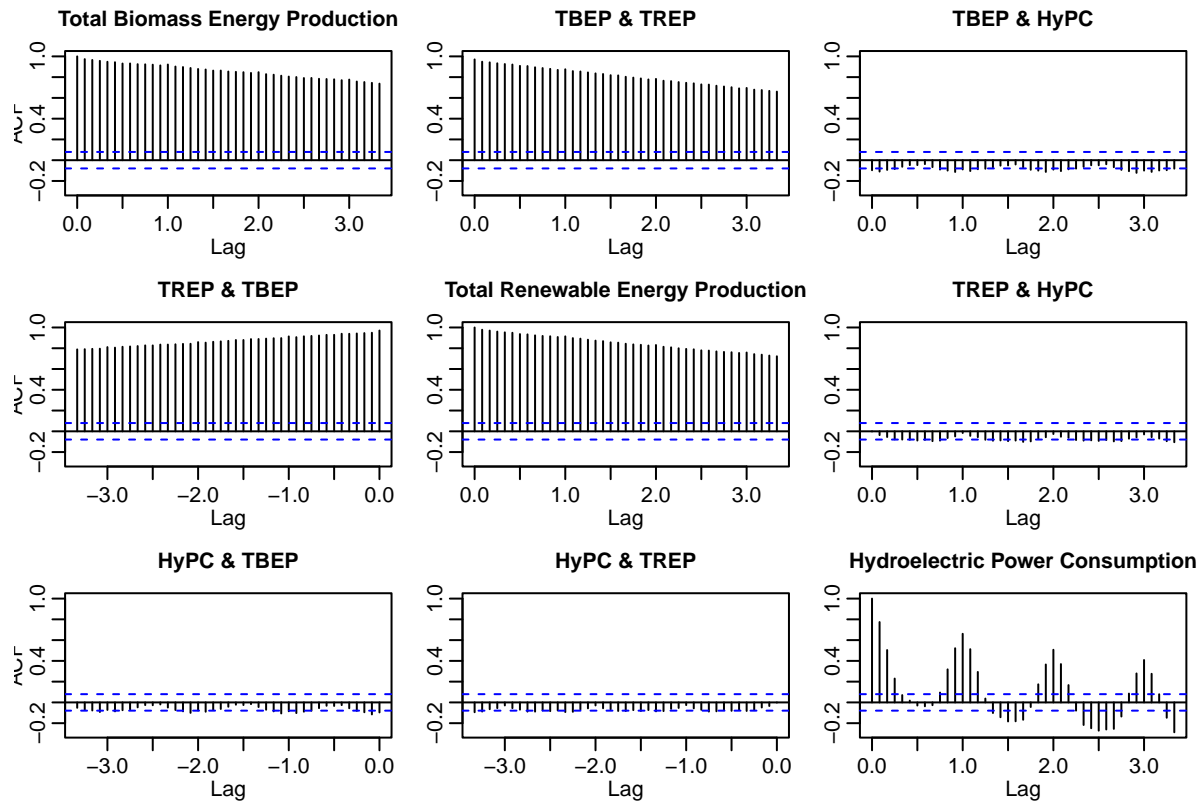 Total Biomass Energy Production
TBEP & TREP
TBEP & HyPC
ACF
1.0
0.4
−0.2
0.0 1.0 2.0 3.0
Lag
1.0
0.4
−0.2
0.0 1.0 2.0 3.0
Lag
1.0
0.4
−0.2
0.0 1.0 2.0 3.0
Lag
TREP & TBEP
Total Renewable Energy Production
TREP & HyPC
ACF
1.0
0.4
−0.2
−3.0 −2.0 −1.0 0.0
Lag
1.0
0.4
−0.2
0.0 1.0 2.0 3.0
Lag
1.0
0.4
−0.2
0.0 1.0 2.0 3.0
Lag
HyPC & TBEP
HyPC & TREP
Hydroelectric Power Consumption
ACF
1.0
0.4
−0.2
−3.0 −2.0 −1.0 0.0
Lag
1.0
0.4
−0.2
−3.0 −2.0 −1.0 0.0
Lag
1.0
0.4
−0.2
0.0 1.0 2.0 3.0
Lag